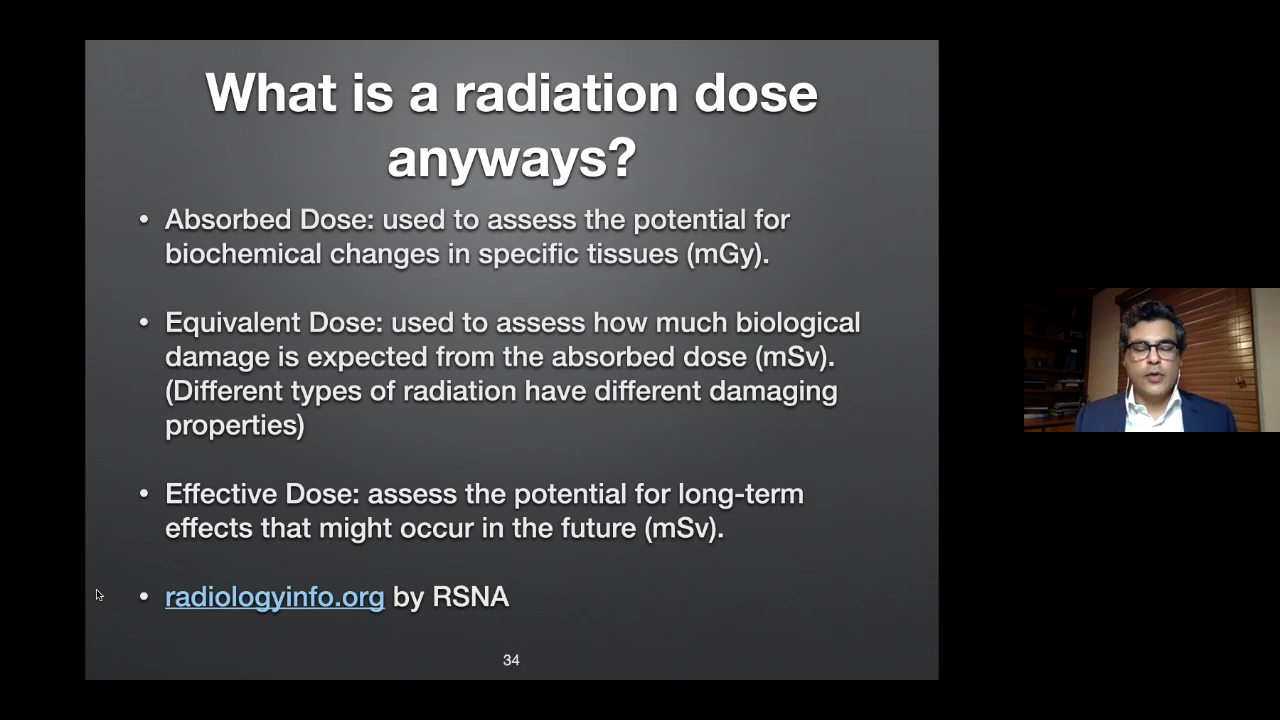 What is a radiation dose
anyways?
• Absorbed Dose: used to assess the potential for
biochemical changes in specific tissues (mGy).
• Equivalent Dose: used to assess how much biological
damage is expected from the absorbed dose (mSv).
(Different types of radiation have different damaging
properties)
• Effective Dose: assess the potential for long-term
effects that might occur in the future (mSv).
• radiologyinfo.org by RSNA
34